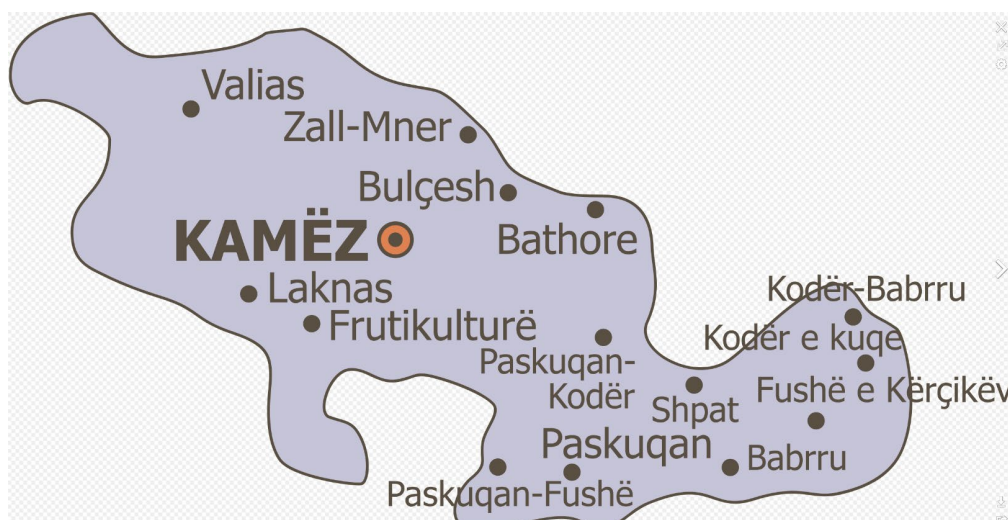 Valias
Zall-Mner
Bulçesh
KAMËZ
Bathore
Laknas
Kodër-Babrru
Frutikulturë
Kodër e kuqe
Paskuqan-
Kodër
Fushë e Kërçikëv
Shpat
Paskuqan
Babrru
Paskuqan-Fushë